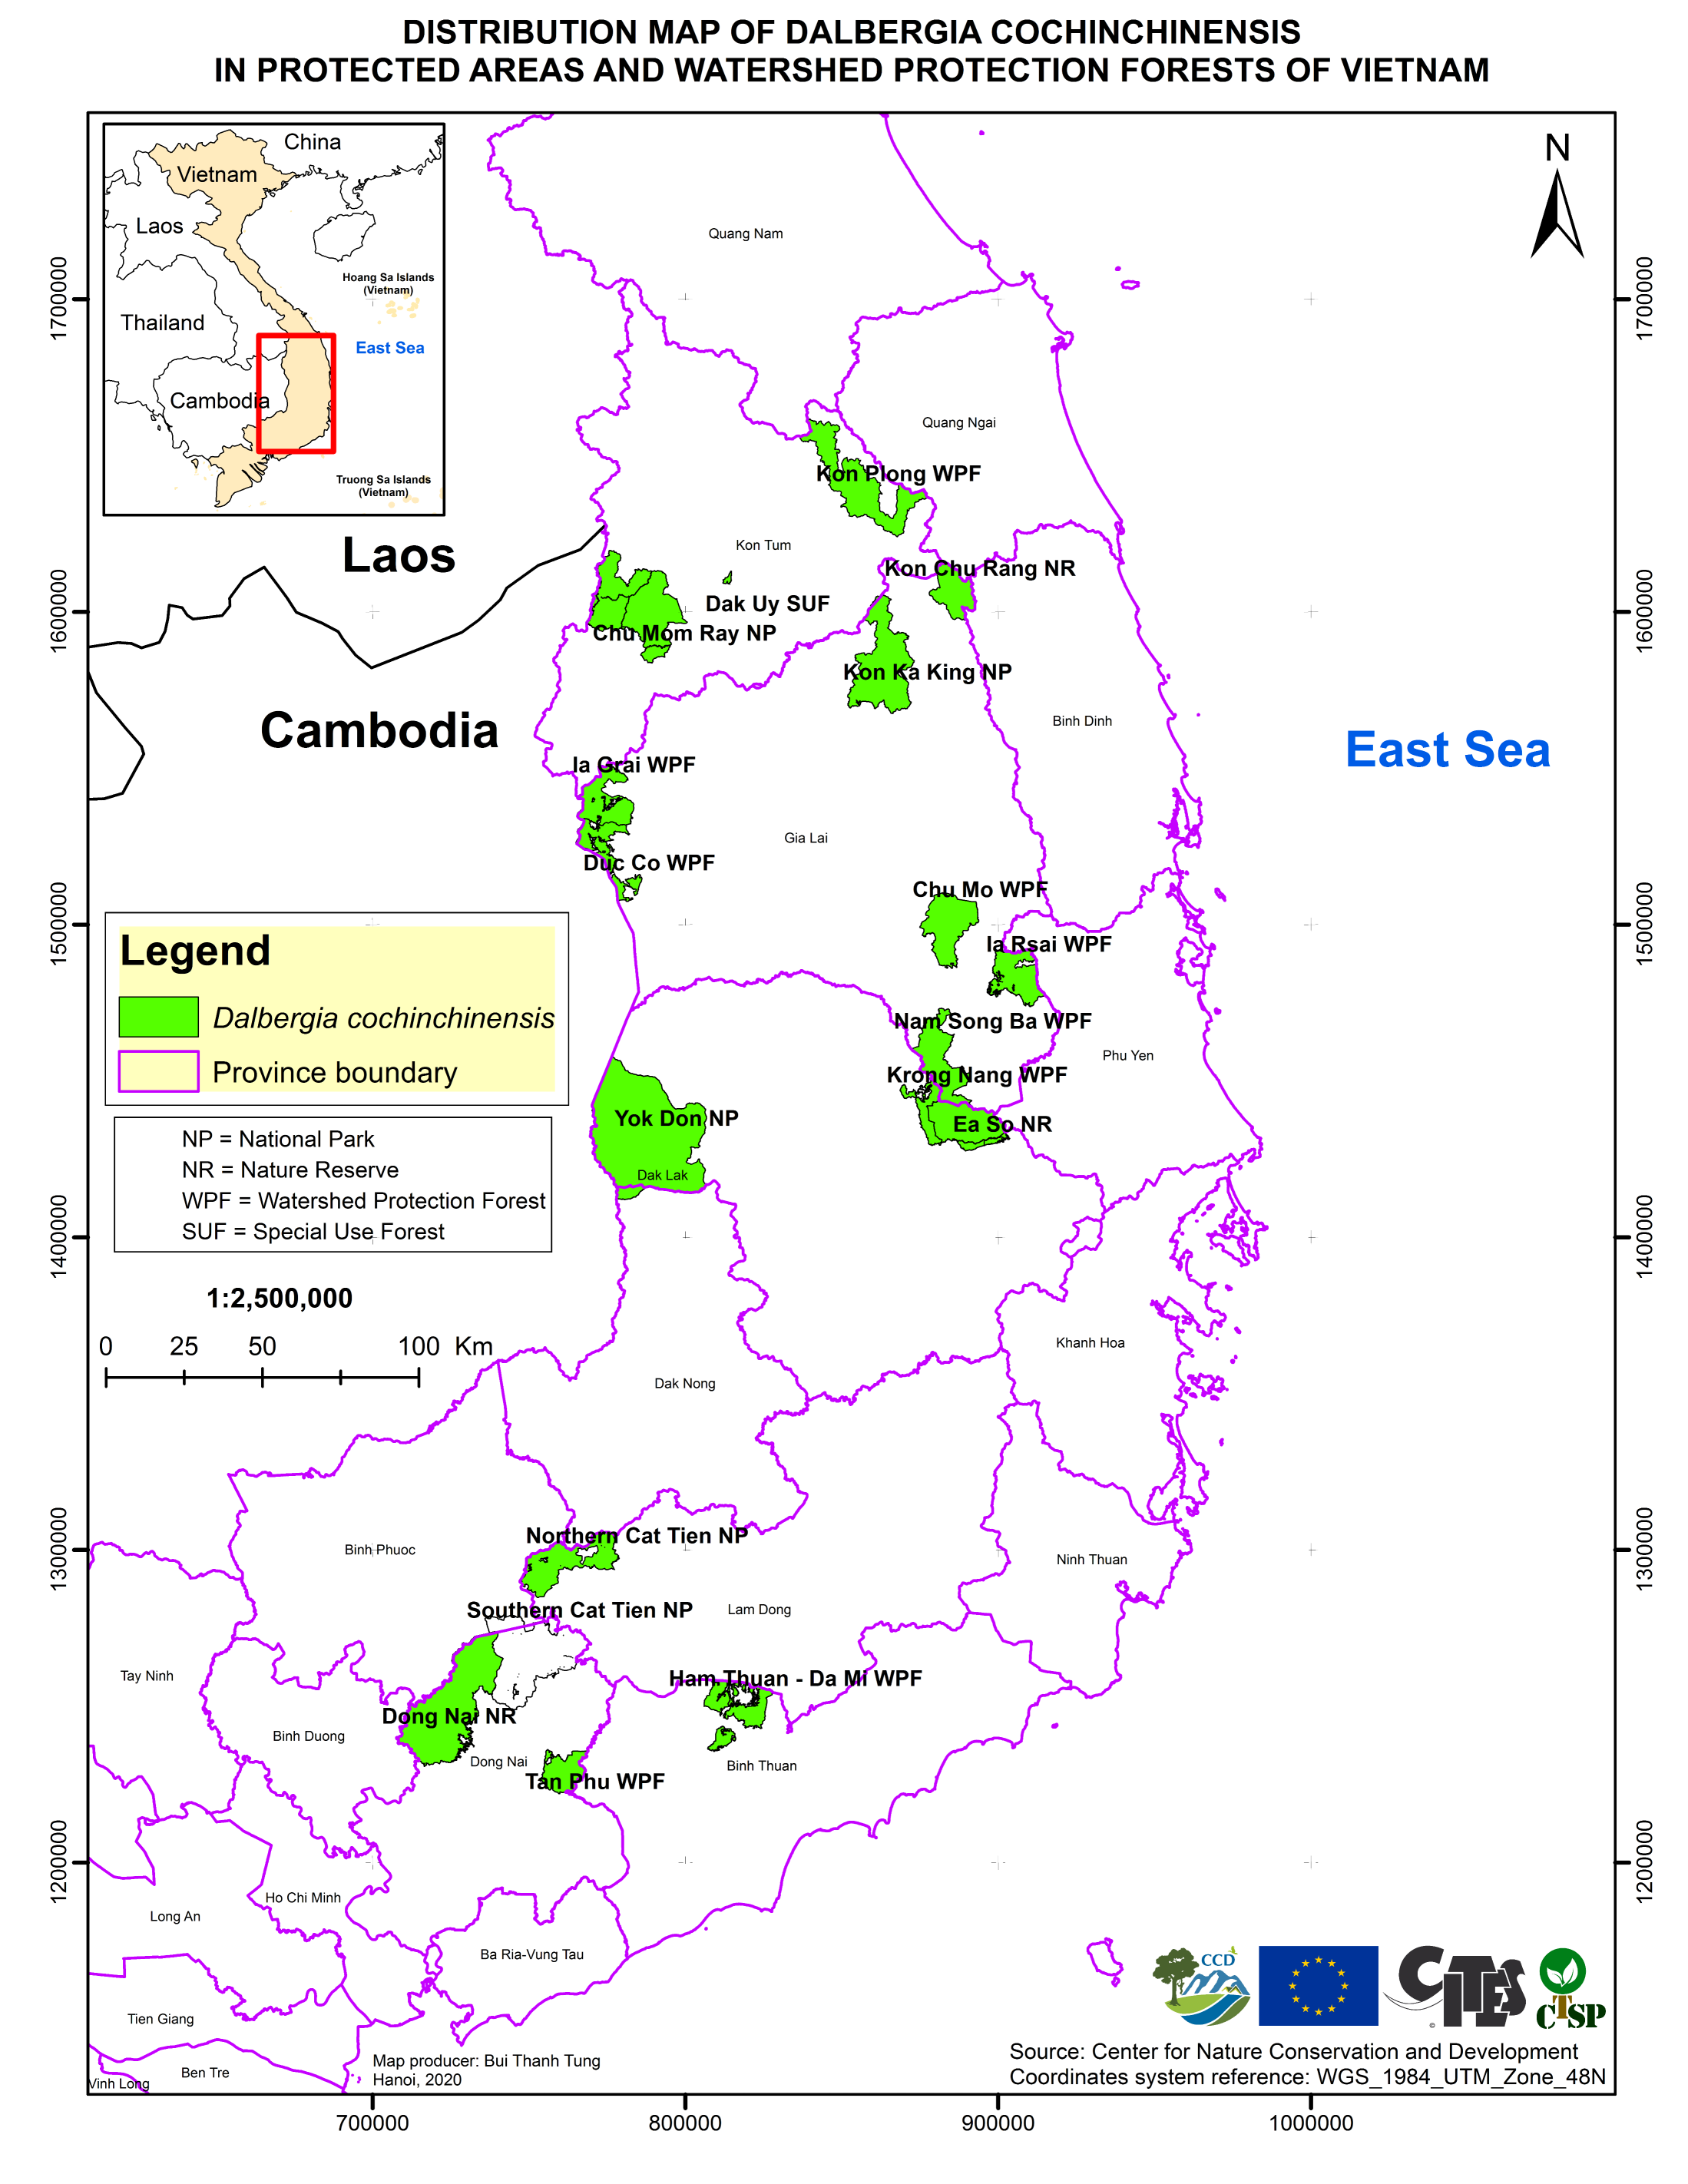 DISTRIBUTION MAP OF DALBERGIA COCHINCHINENSIS
IN PROTECTED AREAS AND WATERSHED PROTECTION FORESTS OF VIETNAM
China
Vietnam
Laos
Hoang Sa Islands
(Vietnam)
Thailand
East Sea
Cambodia
Truong Sa Islands
(Vietnam)
N
Quang Nam
1700000
1700000
Quang Ngai
Kon Plong WPF
Kon Tum
Laos
Kon Chu Rang NR
Dak Uy SUF
1600000
1600000
Chu Mom Ray NP
Kon Ka King NP
Cambodia
Binh Dinh
East Sea
Ia Grai WPF
Gia Lai
Duc Co WPF
Chu Mo WPF
1500000
1500000
Ia Rsai WPF
Legend
Dalbergia cochinchinensis
Province boundary
Nam Song Ba WPF
Phu Yen
Krong Nang WPF
Yok Don NP
Ea So NR
Dak Lak
NP = National Park
NR = Nature Reserve
WPF = Watershed Protection Forest
SUF = Special Use Forest
1400000
1400000
1:2,500,000
0 25 50 100 Km
Khanh Hoa
Dak Nong
Northern Cat Tien NP
Binh Phuoc
1300000
1300000
Ninh Thuan
Southern Cat Tien NP
Lam Dong
Tay Ninh
Ham Thuan - Da Mi WPF
Dong Nai NR
Binh Duong
Dong Nai
Binh Thuan
Tan Phu WPF
1200000
1200000
Ho Chi Minh
Long An
Ba Ria-Vung Tau
Tien Giang
Ben Tre
Vinh Long
CCD
CITES
©
CTSP
Map producer: Bui Thanh Tung
Hanoi, 2020
Source: Center for Nature Conservation and Development
Coordinates system reference: WGS_1984_UTM_Zone_48N
700000 800000 900000 1000000